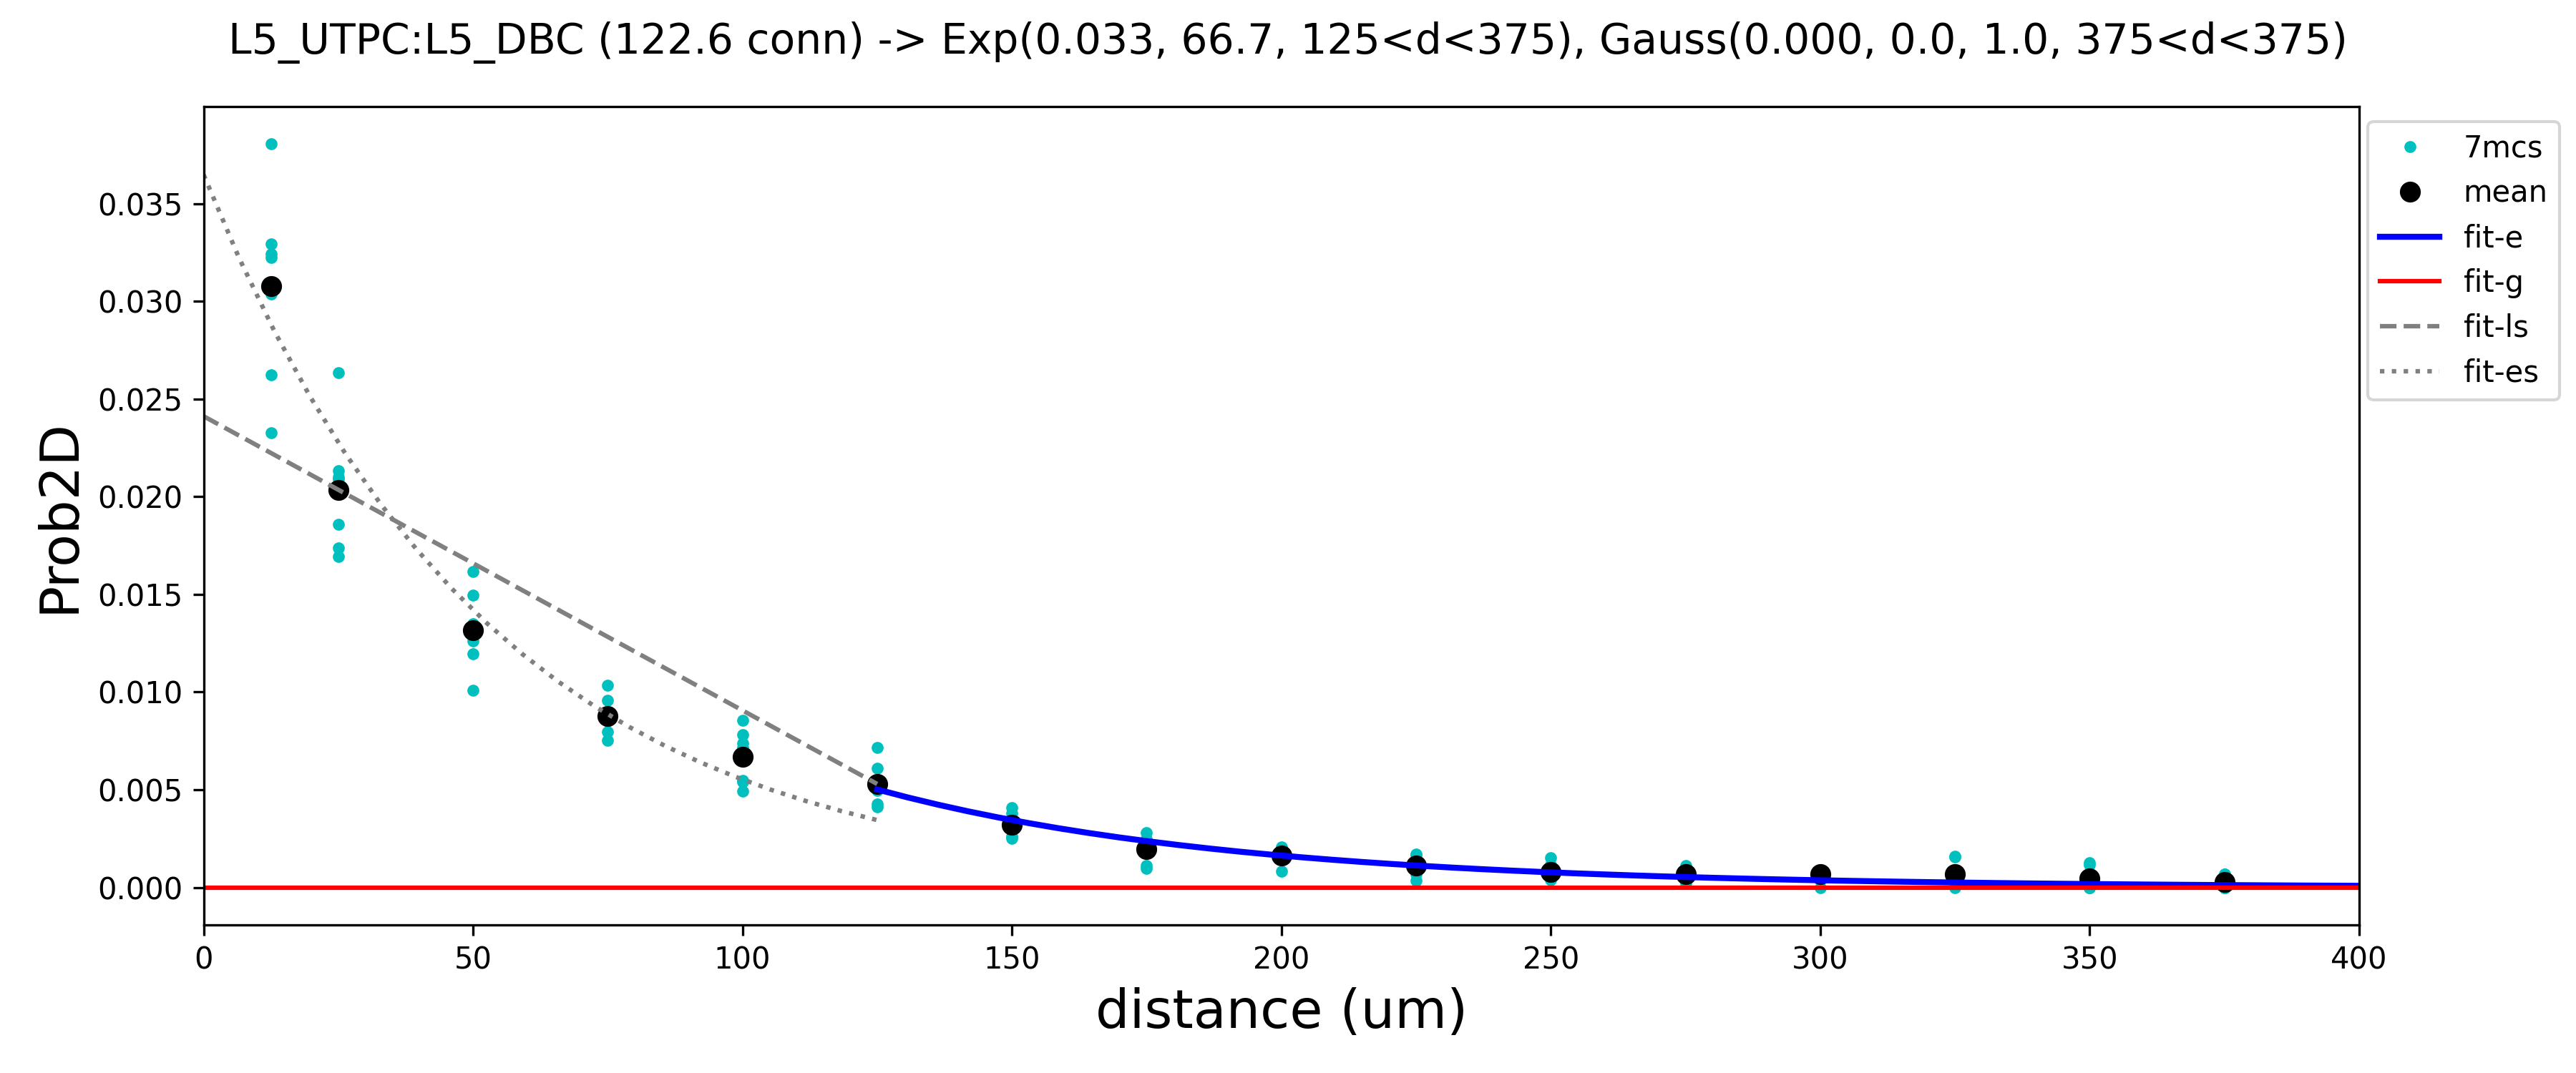 L5_UTPC:L5_DBC (122.6 conn) -> Exp(0.033, 66.7, 125<d<375), Gauss(0.000, 0.0, 1.0, 375<d<375)
7mcs
mean
fit-e
fit-g
fit-ls
fit-es
Prob2D
0.035
0.030
0.025
0.020
0.015
0.010
0.005
0.000
0 50 100 150 200 250 300 350 400
distance (um)